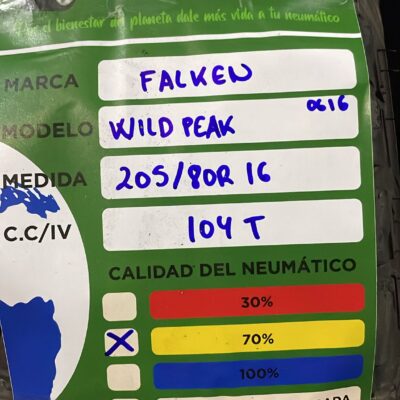 el bienestar del planeta dale más vida a tu neumático
MARCA FALKEN
MODELO WILD PEAK 0616
MEDIDA 205/80R 16
C.C/IV 104 T
CALIDAD DEL NEUMÁTICO
30%
70%
100%